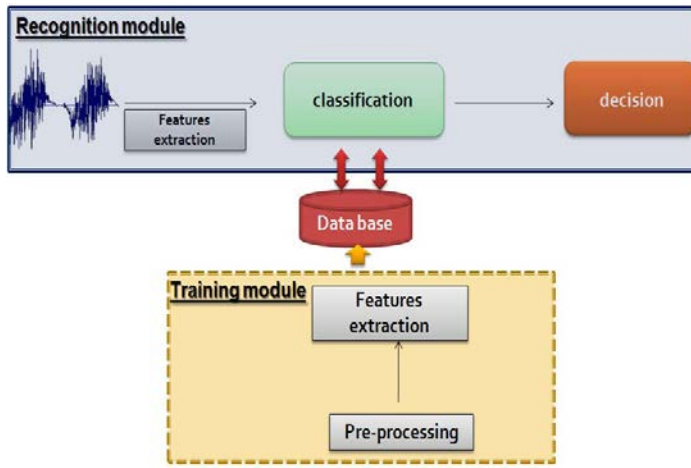 Recognition module
Features
extraction
classification
decision
Data base
Training module
Features
extraction
Pre-processing